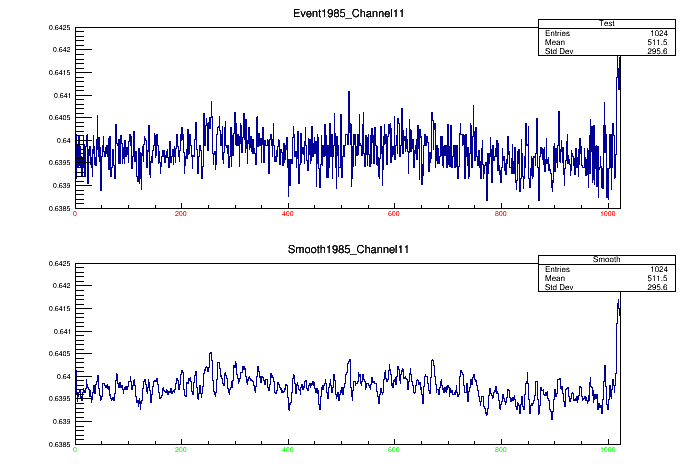 Event1985_Channel11
Test
Entries 1024
Mean 511.5
Std Dev 295.6
0.6425
0.642
0.6415
0.641
0.6405
0.64
0.6395
0.639
0.6385
0 200 400 600 800 1000
Smooth1985_Channel11
Smooth
Entries 1024
Mean 511.5
Std Dev 295.6
0.6425
0.642
0.6415
0.641
0.6405
0.64
0.6395
0.639
0.6385
0 200 400 600 800 1000